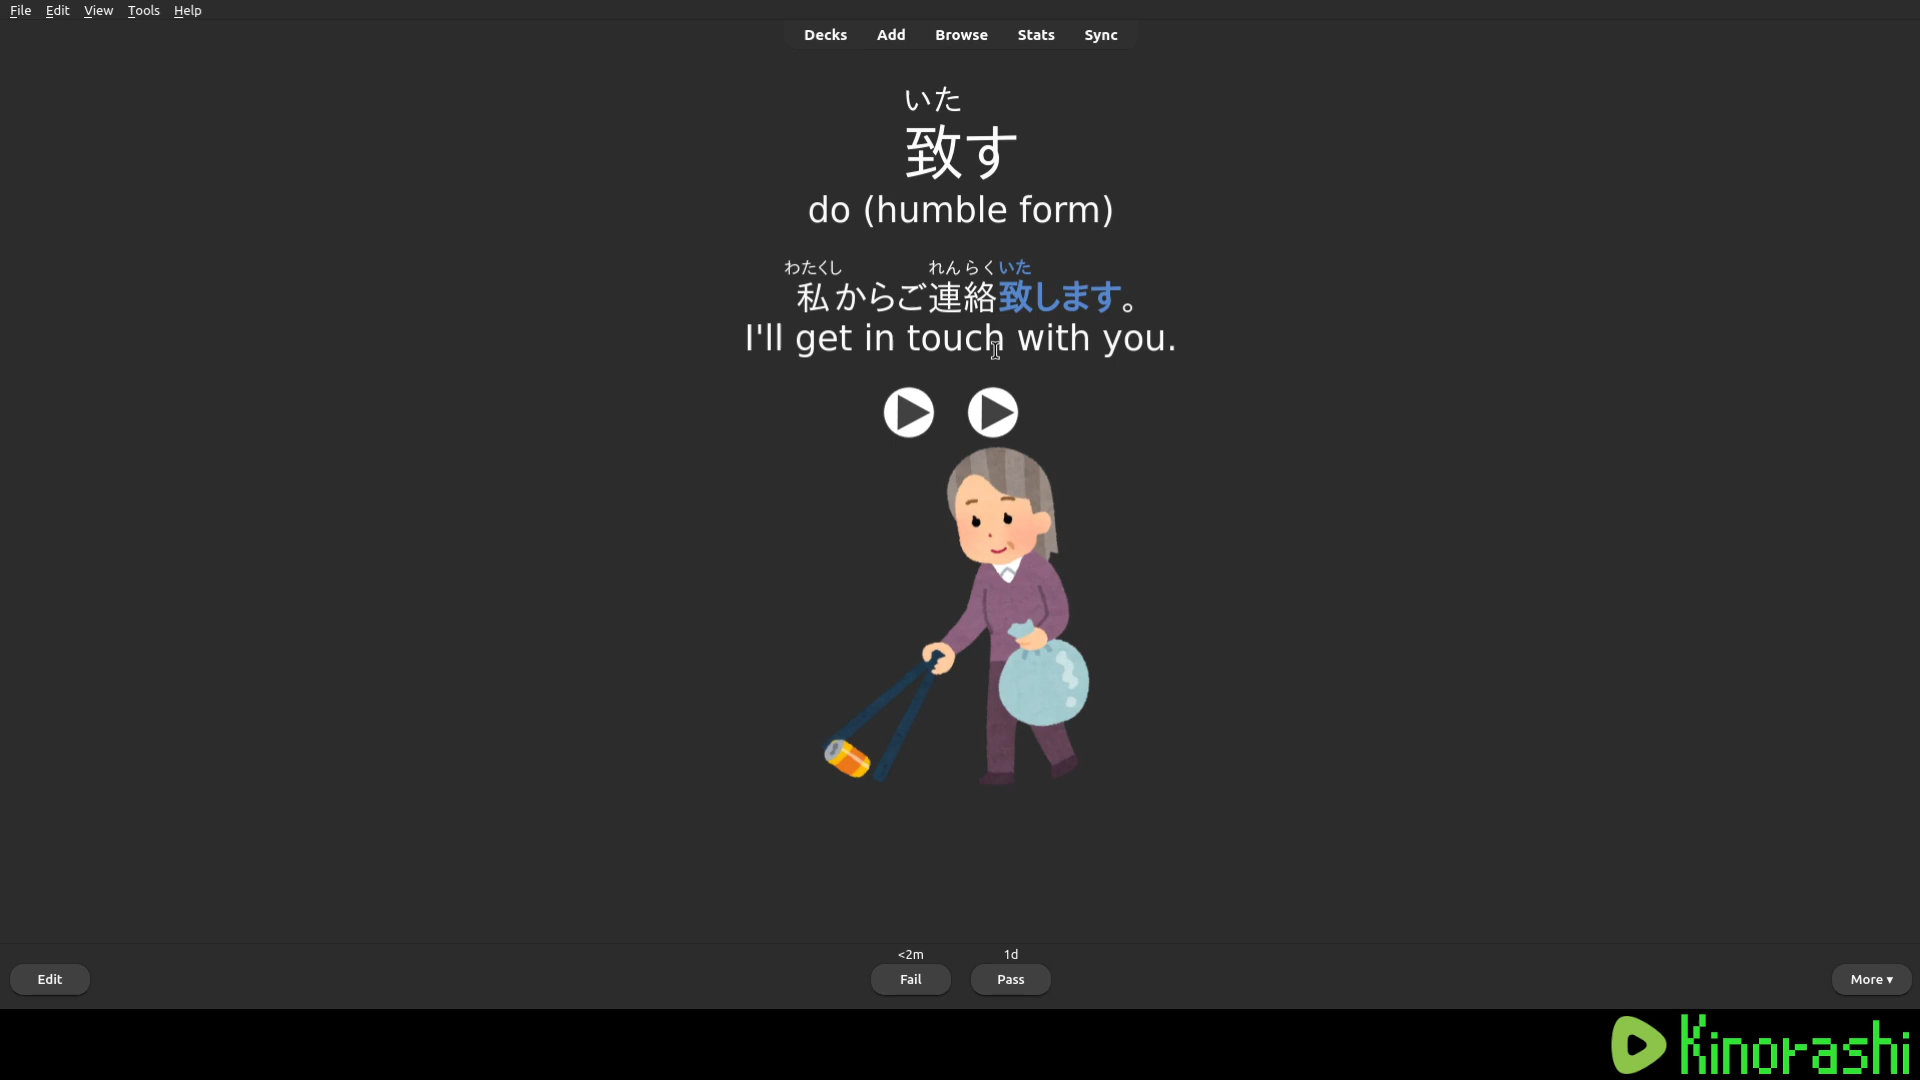 File Edit View Tools Help
Decks Add Browse Stats Sync
いた
致す
do (humble form)
わたくし れんらく いた
私からご連絡致します。
I'll get in touch with you.
<2m 1d
Edit Fail Pass More ▾
Kinorashi